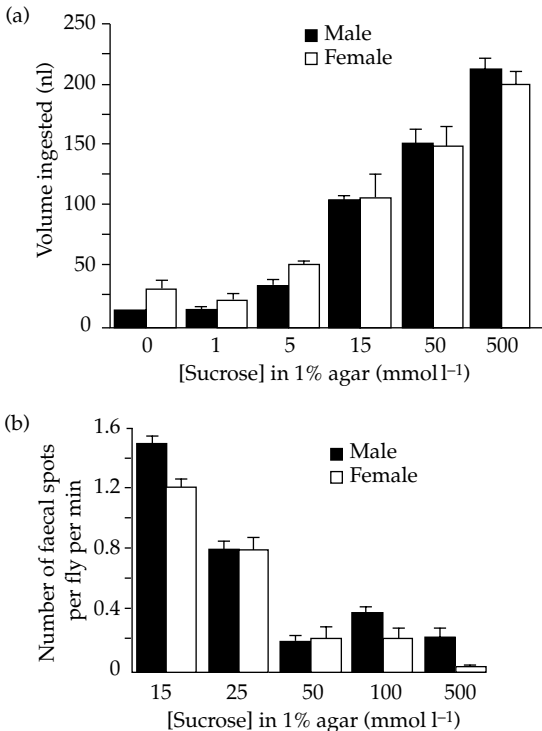 (a)
250
200
150
100
50
0
Volume ingested (nl)
Male
Female
0 1 5 15 50 500
[Sucrose] in 1% agar (mmol l⁻¹)
(b)
1.6
1.2
0.8
0.4
0
Number of faecal spots
per fly per min
Male
Female
15 25 50 100 500
[Sucrose] in 1% agar (mmol l⁻¹)